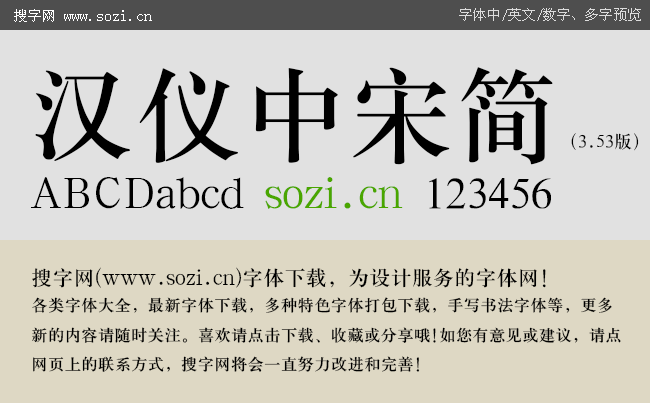 搜字网 www.sozi.cn
字体中/英文/数字、多字预览
汉仪中宋简
(3.53版)
ABCDabcd sozi.cn 123456
搜字网(www.sozi.cn)字体下载，为设计服务的字体网!
各类字体大全，最新字体下载，多种特色字体打包下载，手写书法字体等，更多
新的内容请随时关注。喜欢请点击下载、收藏或分享哦!如您有意见或建议，请点
网页上的联系方式，搜字网将会一直努力改进和完善!